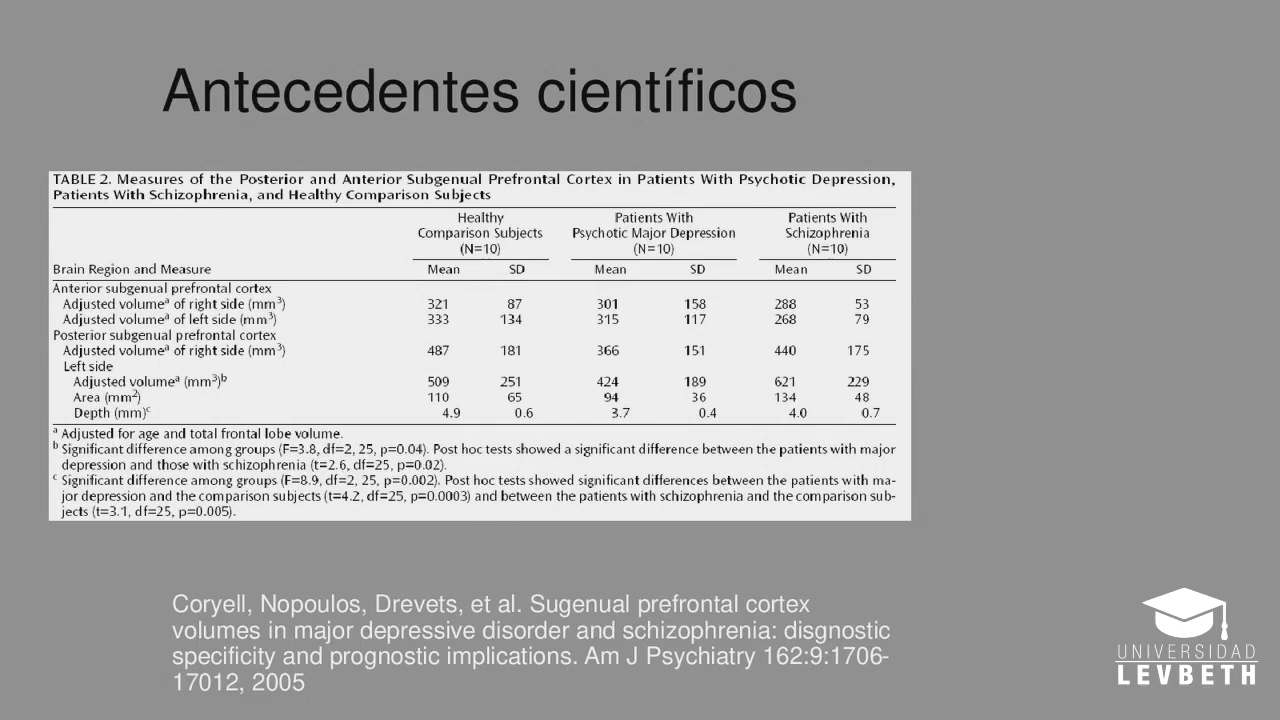 Antecedentes científicos
TABLE 2. Measures of the Posterior and Anterior Subgenual Prefrontal Cortex in Patients With Psychotic Depression,
Patients With Schizophrenia, and Healthy Comparison Subjects
Healthy Comparison Subjects (N=10) Patients With Psychotic Major Depression (N=10) Patients With Schizophrenia (N=10)
Brain Region and Measure Mean SD Mean SD Mean SD
Anterior subgenual prefrontal cortex
Adjusted volumeᵃ of right side (mm³) 321 87 301 158 288 53
Adjusted volumeᵃ of left side (mm³) 333 134 315 117 268 79
Posterior subgenual prefrontal cortex
Adjusted volumeᵃ of right side (mm³) 487 181 366 151 440 175
Left side
Adjusted volumeᵃ (mm³)ᵇ 509 251 424 189 621 229
Area (mm²) 110 65 94 36 134 48
Depth (mm)ᶜ 4.9 0.6 3.7 0.4 4.0 0.7
ᵃ Adjusted for age and total frontal lobe volume.
ᵇ Significant difference among groups (F=3.8, df=2, 25, p=0.04). Post hoc tests showed a significant difference between the patients with major
depression and those with schizophrenia (t=2.6, df=25, p=0.02).
ᶜ Significant difference among groups (F=8.9, df=2, 25, p=0.002). Post hoc tests showed significant differences between the patients with ma-
jor depression and the comparison subjects (t=4.2, df=25, p=0.0003) and between the patients with schizophrenia and the comparison sub-
jects (t=3.1, df=25, p=0.005).
Coryell, Nopoulos, Drevets, et al. Sugenual prefrontal cortex
volumes in major depressive disorder and schizophrenia: disgnostic
specificity and prognostic implications. Am J Psychiatry 162:9:1706-
17012, 2005
UNIVERSIDAD
LEVBETH